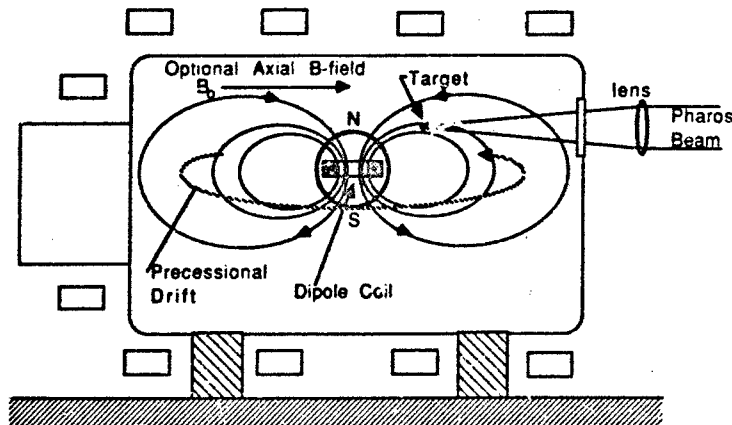 Optional Axial B-field
B₀
Target
lens
Pharos
Beam
N
S
Precessional
Drift
Dipole Coil